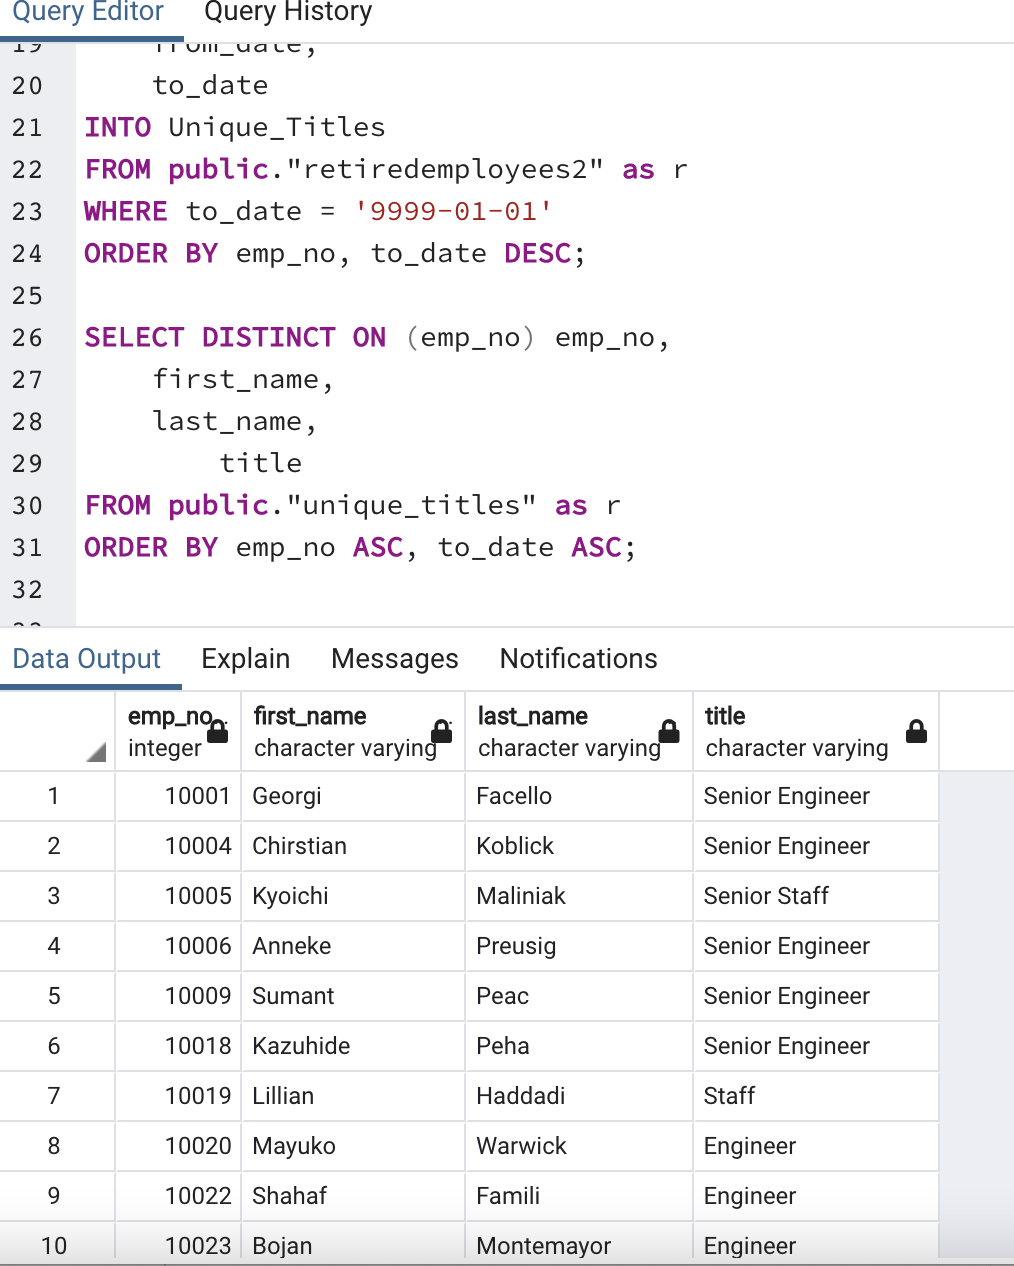 Query Editor Query History
19 from_date,
20 to_date
21 INTO Unique_Titles
22 FROM public."retiredemployees2" as r
23 WHERE to_date = '9999-01-01'
24 ORDER BY emp_no, to_date DESC;
25
26 SELECT DISTINCT ON (emp_no) emp_no,
27 first_name,
28 last_name,
29 title
30 FROM public."unique_titles" as r
31 ORDER BY emp_no ASC, to_date ASC;
32
Data Output Explain Messages Notifications
emp_no first_name last_name title
integer character varying character varying character varying
1 10001 Georgi Facello Senior Engineer
2 10004 Chirstian Koblick Senior Engineer
3 10005 Kyoichi Maliniak Senior Staff
4 10006 Anneke Preusig Senior Engineer
5 10009 Sumant Peac Senior Engineer
6 10018 Kazuhide Peha Senior Engineer
7 10019 Lillian Haddadi Staff
8 10020 Mayuko Warwick Engineer
9 10022 Shahaf Famili Engineer
10 10023 Bojan Montemayor Engineer